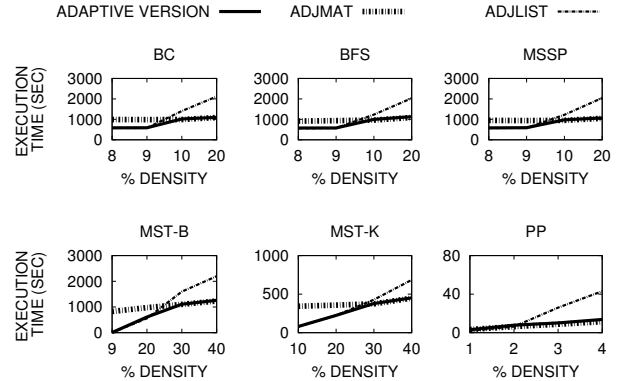 ADAPTIVE VERSION ADJMAT ADJLIST
BC BFS MSSP
EXECUTION TIME (SEC)
3000 3000 3000
2000 2000 2000
1000 1000 1000
0 0 0
8 9 10 20 8 9 10 20 8 9 10 20
% DENSITY % DENSITY % DENSITY
MST-B MST-K PP
EXECUTION TIME (SEC)
3000 1000 80
2000 500 40
1000
0 0 0
9 20 30 40 10 20 30 40 1 2 3 4
% DENSITY % DENSITY % DENSITY